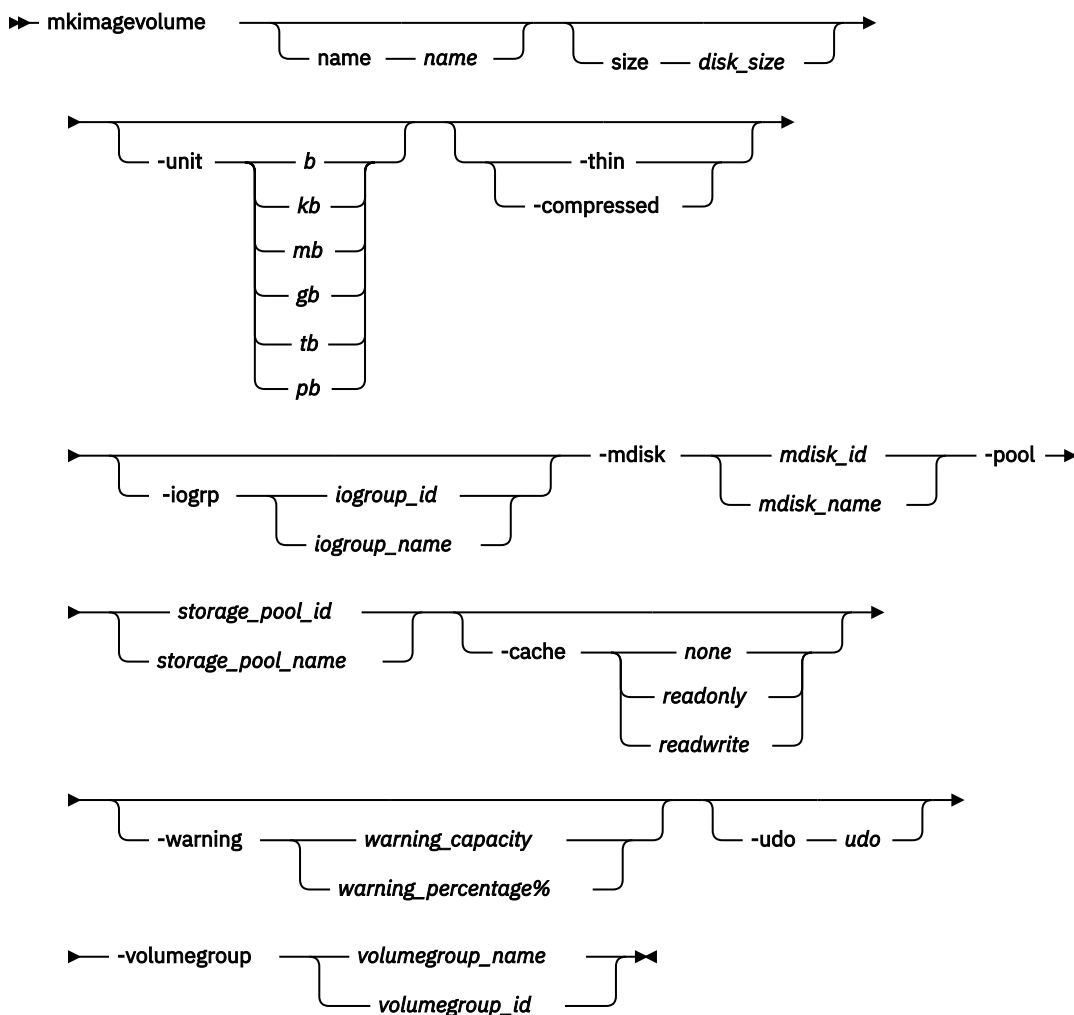 mkimagevolume
name name size disk_size
-unit b -thin
kb -compressed
mb
gb
tb
pb
-mdisk mdisk_id -pool
-iogrp iogroup_id mdisk_name
iogroup_name
storage_pool_id
storage_pool_name -cache none
readonly
readwrite
-warning warning_capacity -udo udo
warning_percentage%
-volumegroup volumegroup_name
volumegroup_id